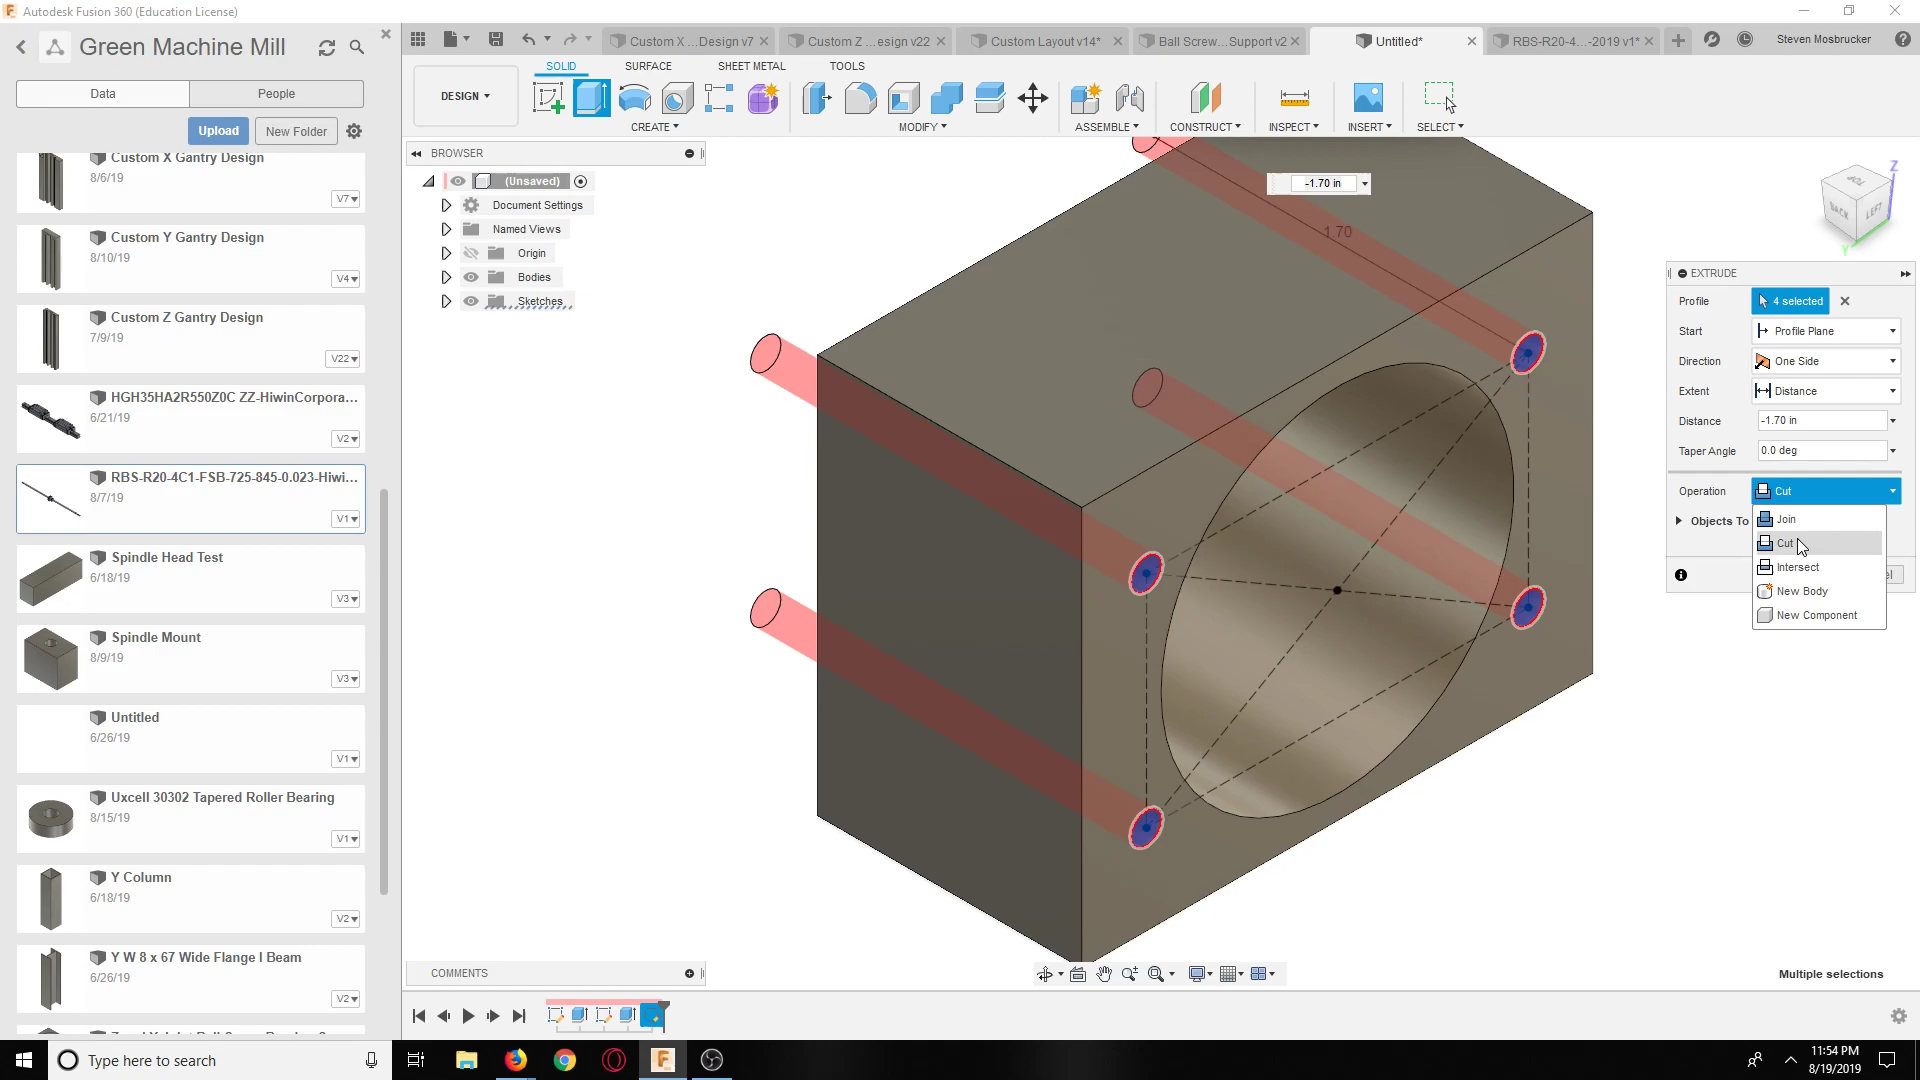 Autodesk Fusion 360 (Education License)
Green Machine Mill
Data
People
Upload
New Folder
Custom X Gantry Design
8/6/19
V7
Custom Y Gantry Design
8/10/19
V4
Custom Z Gantry Design
7/9/19
V22
HGH35HA2R550Z0C ZZ-HiwinCorpora...
6/21/19
V2
RBS-R20-4C1-FSB-725-845-0.023-Hiwi...
8/7/19
V1
Spindle Head Test
6/18/19
V3
Spindle Mount
8/9/19
V3
Untitled
6/26/19
V1
Uxcell 30302 Tapered Roller Bearing
8/15/19
V1
Y Column
6/18/19
V2
Y W 8 x 67 Wide Flange I Beam
6/26/19
V2
Custom X ...Design v7
Custom Z ...esign v22
Custom Layout v14*
Ball Screw...Support v2
Untitled*
RBS-R20-4...-2019 v1*
Steven Mosbrucker
SOLID
SURFACE
SHEET METAL
TOOLS
DESIGN
CREATE
MODIFY
ASSEMBLE
CONSTRUCT
INSPECT
INSERT
SELECT
BROWSER
(Unsaved)
Document Settings
Named Views
Origin
Bodies
Sketches
-1.70 in
1.70
TOP
BACK
LEFT
Z
Y
EXTRUDE
Profile
4 selected
Start
Profile Plane
Direction
One Side
Extent
Distance
Distance
-1.70 in
Taper Angle
0.0 deg
Operation
Cut
Objects To
Join
Cut
Intersect
New Body
New Component
COMMENTS
Multiple selections
Type here to search
11:54 PM
8/19/2019